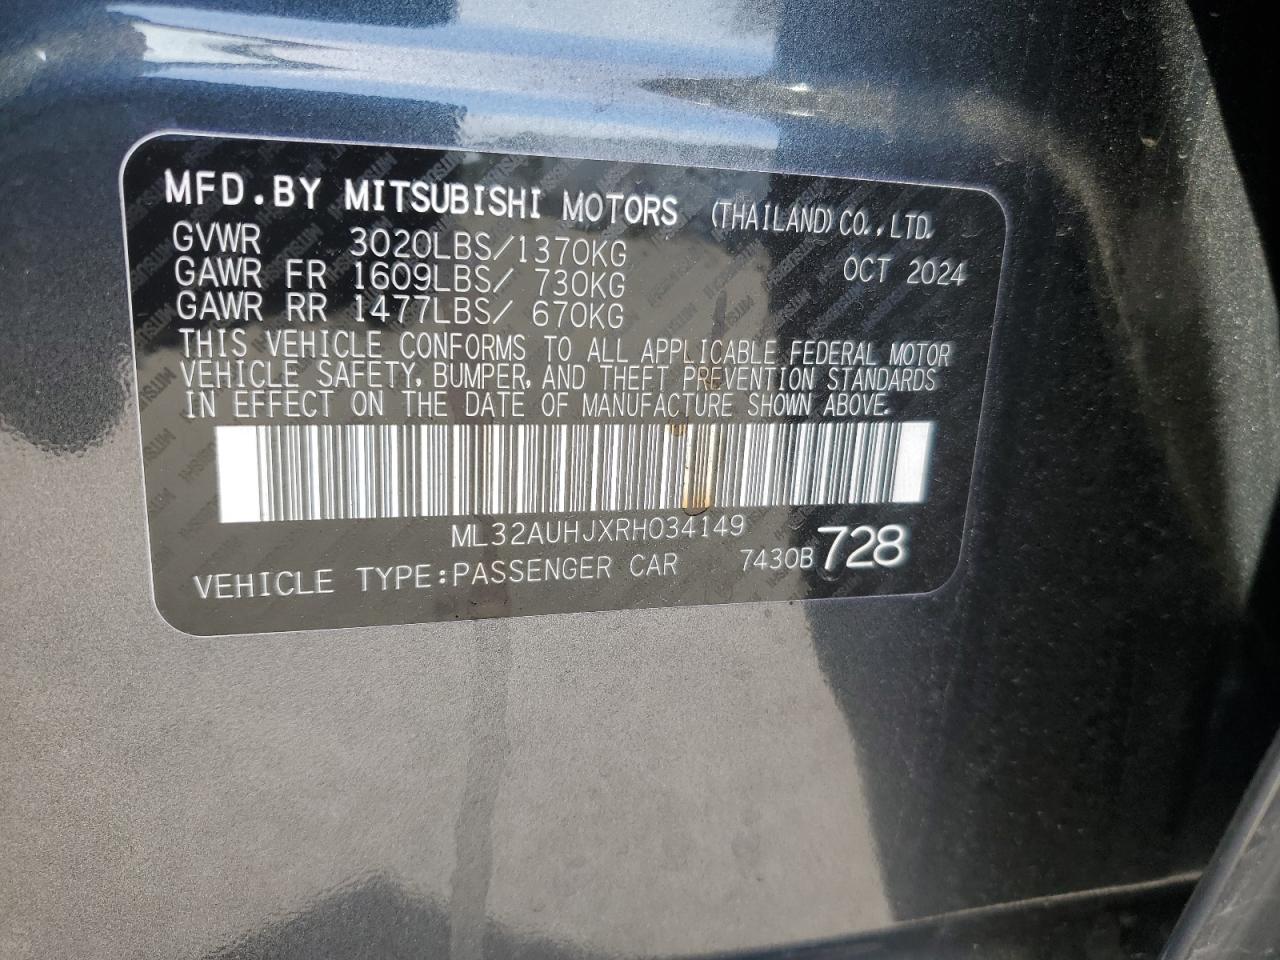 MFD.BY MITSUBISHI MOTORS (THAILAND) CO., LTD.
GVWR 3020LBS/1370KG
OCT 2024
GAWR FR 1609LBS/ 730KG
GAWR RR 1477LBS/ 670KG
THIS VEHICLE CONFORMS TO ALL APPLICABLE FEDERAL MOTOR
VEHICLE SAFETY, BUMPER, AND THEFT PREVENTION STANDARDS
IN EFFECT ON THE DATE OF MANUFACTURE SHOWN ABOVE.
ML32AUHJXRH034149
VEHICLE TYPE:PASSENGER CAR 7430B 728